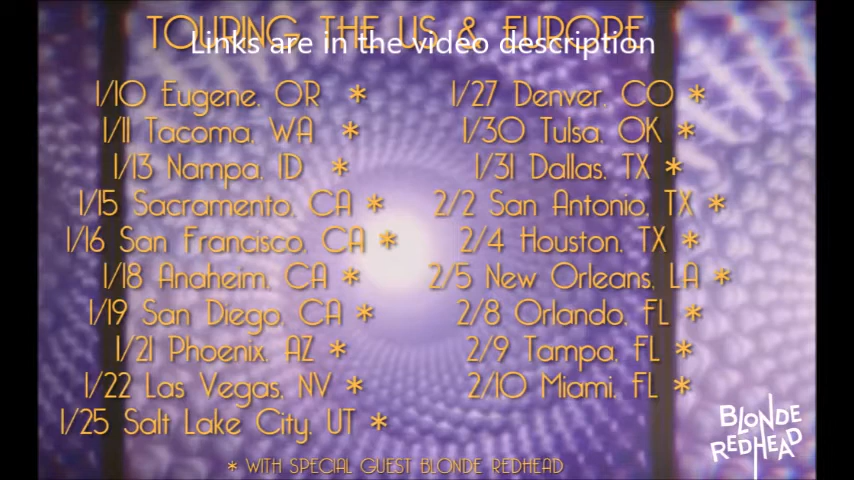 TOURING THE US & EUROPE
Links are in the video description
1/10 Eugene, OR *
1/11 Tacoma, WA *
1/13 Nampa, ID *
1/15 Sacramento, CA *
1/16 San Francisco, CA *
1/18 Anaheim, CA *
1/19 San Diego, CA *
1/21 Phoenix, AZ *
1/22 Las Vegas, NV *
1/25 Salt Lake City, UT *
1/27 Denver, CO *
1/30 Tulsa, OK *
1/31 Dallas, TX *
2/2 San Antonio, TX *
2/4 Houston, TX *
2/5 New Orleans, LA *
2/8 Orlando, FL *
2/9 Tampa, FL *
2/10 Miami, FL *
* WITH SPECIAL GUEST BLONDE REDHEAD
BLONDE
REDHEAD